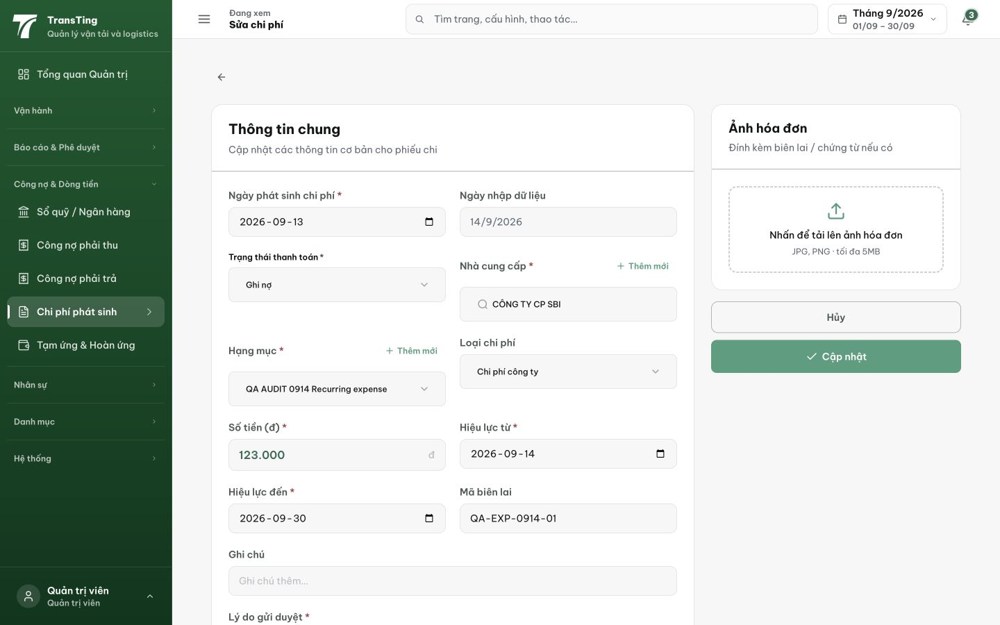 TransTing
Quản lý vận tải và logistics
Tổng quan Quản trị
Vận hành
Báo cáo & Phê duyệt
Công nợ & Dòng tiền
Sổ quỹ / Ngân hàng
Công nợ phải thu
Công nợ phải trả
Chi phí phát sinh
Tạm ứng & Hoàn ứng
Nhân sự
Danh mục
Hệ thống
Quản trị viên
Quản trị viên
Đang xem
Sửa chi phí
Tìm trang, cấu hình, thao tác...
Tháng 9/2026
01/09 – 30/09
3
Thông tin chung
Cập nhật các thông tin cơ bản cho phiếu chi
Ngày phát sinh chi phí *
2026-09-13
Ngày nhập dữ liệu
14/9/2026
Trạng thái thanh toán *
Ghi nợ
Nhà cung cấp *
+ Thêm mới
CÔNG TY CP SBI
Hạng mục *
+ Thêm mới
QA AUDIT 0914 Recurring expense
Loại chi phí
Chi phí công ty
Số tiền (đ) *
123.000 đ
Hiệu lực từ *
2026-09-14
Hiệu lực đến *
2026-09-30
Mã biên lai
QA-EXP-0914-01
Ghi chú
Ghi chú thêm...
Lý do gửi duyệt *
Ảnh hóa đơn
Đính kèm biên lai / chứng từ nếu có
Nhấn để tải lên ảnh hóa đơn
JPG, PNG · tối đa 5MB
Hủy
Cập nhật